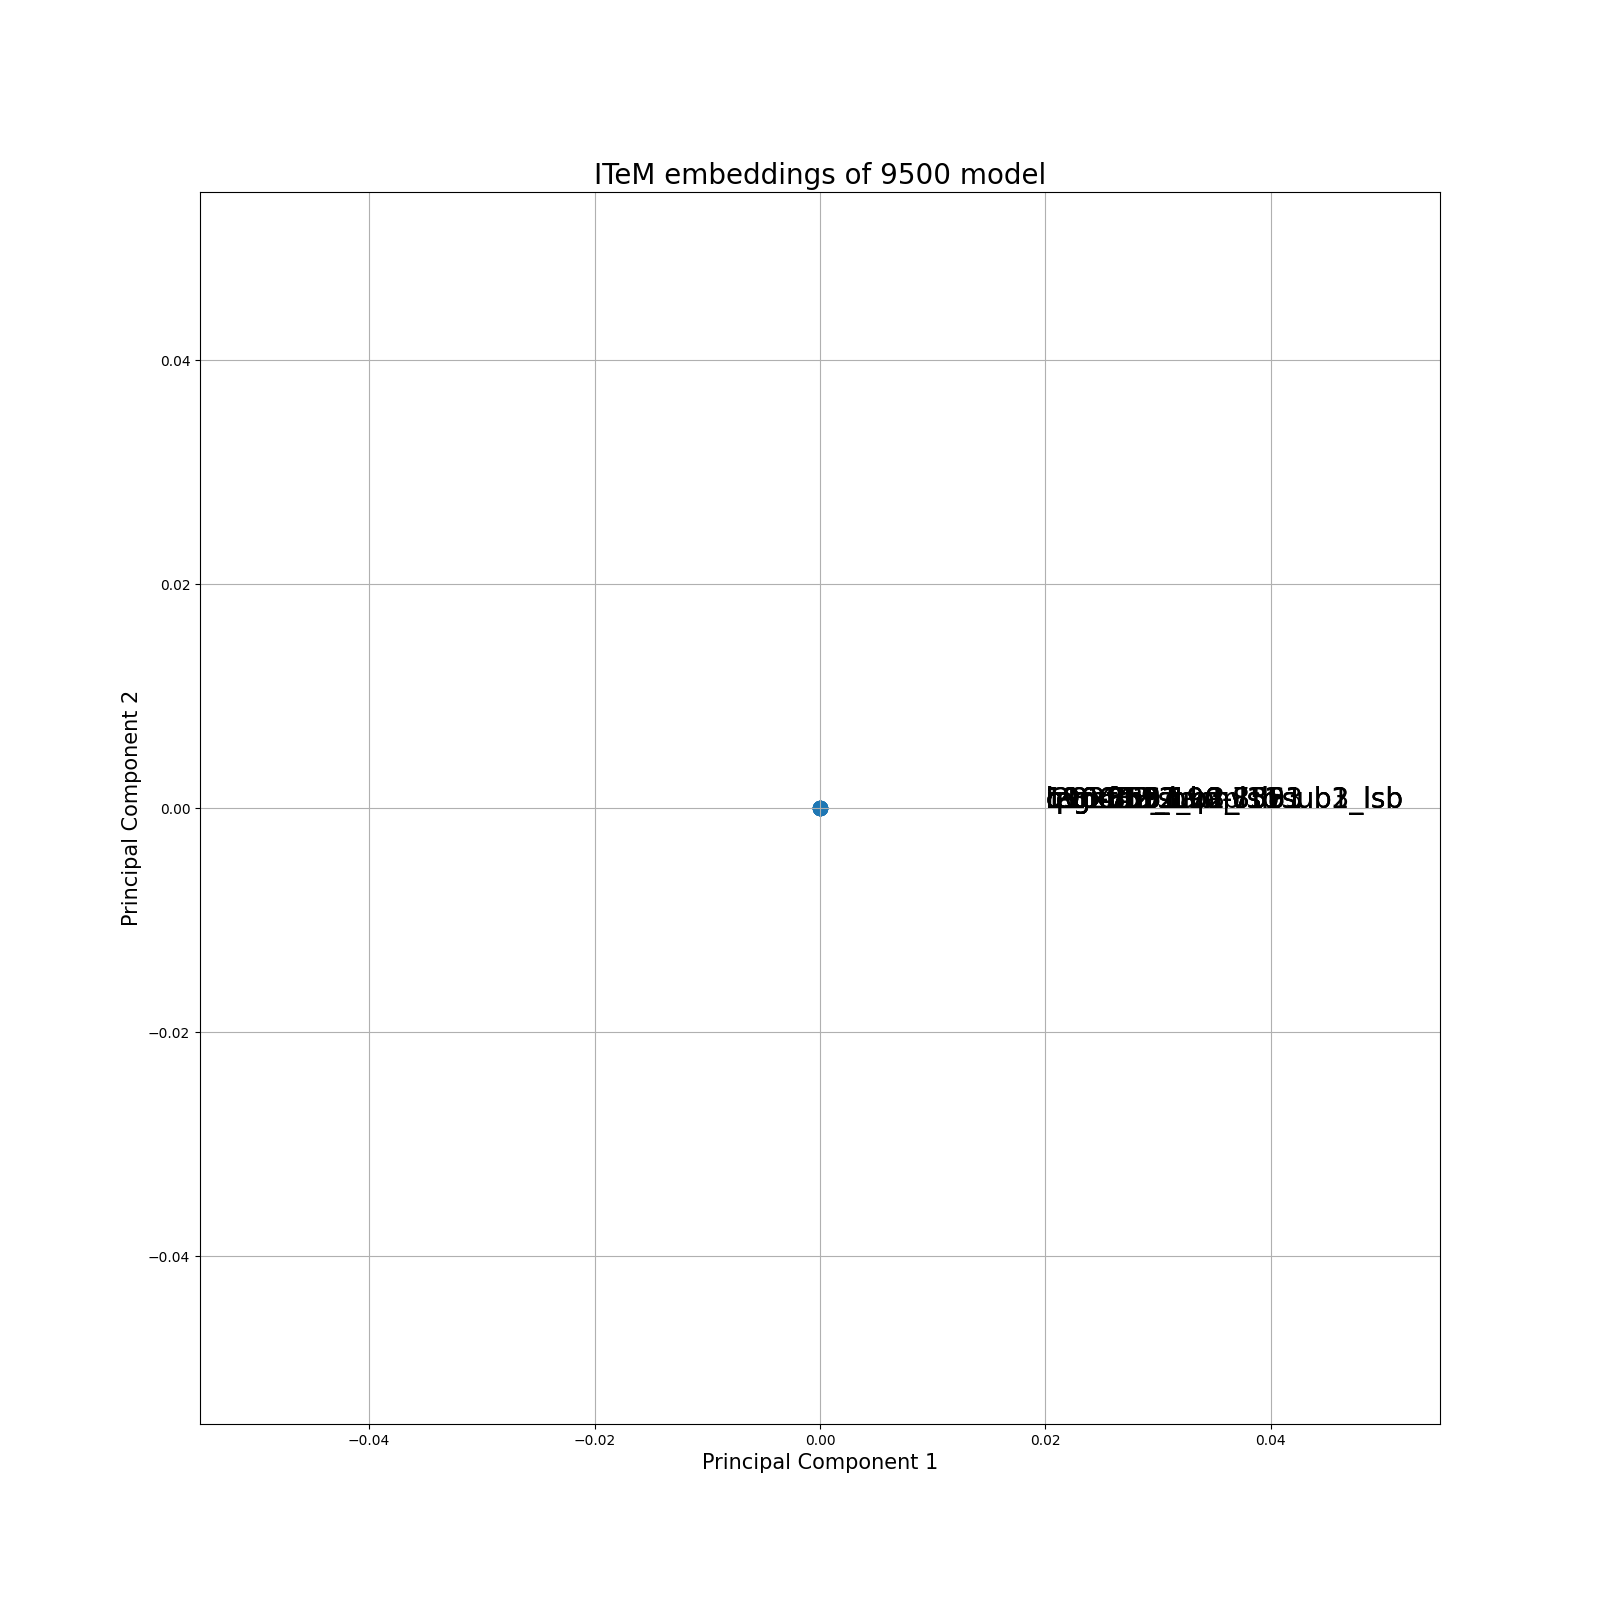 ITeM embeddings of 9500 model
0.04
0.02
0.00
−0.02
−0.04
Principal Component 2
−0.04 −0.02 0.00 0.02 0.04
Principal Component 1